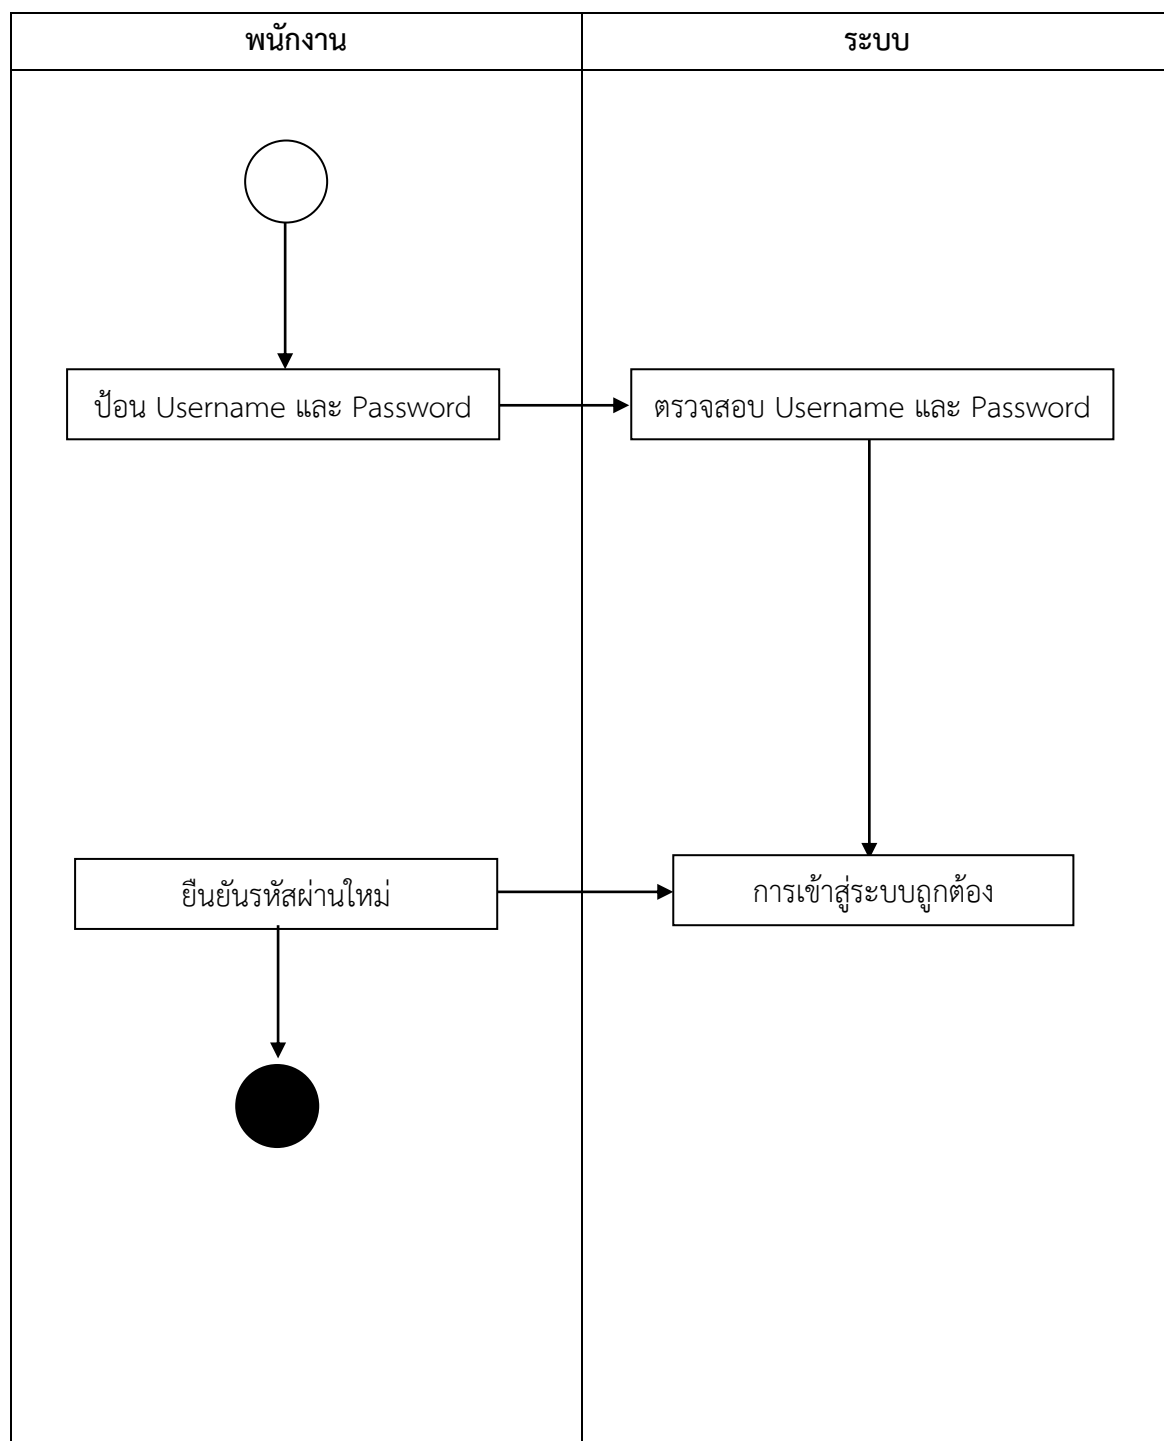 พนักงาน
ระบบ
ป้อน Username และ Password
ตรวจสอบ Username และ Password
ยืนยันรหัสผ่านใหม่
การเข้าสู่ระบบถูกต้อง